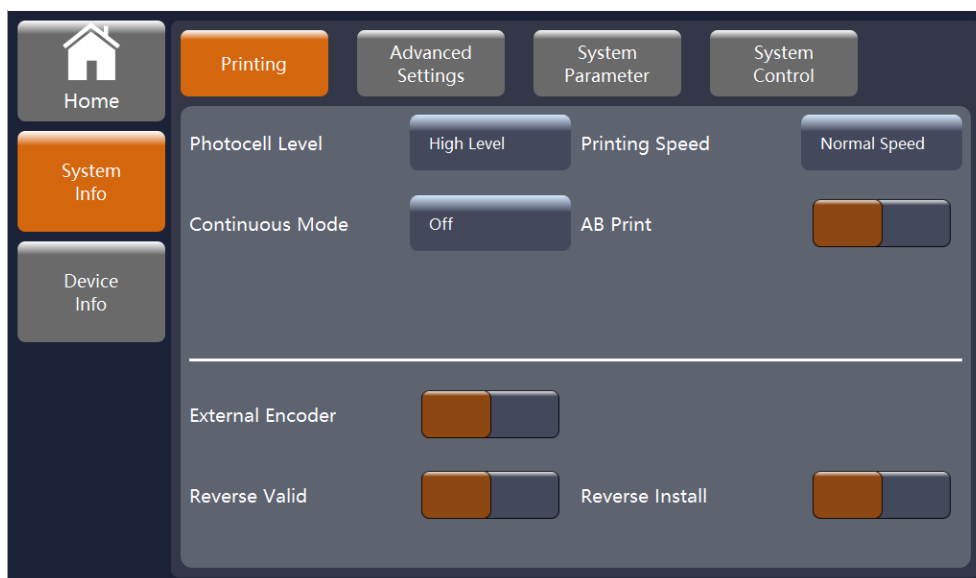 Home
Printing
Advanced
Settings
System
Parameter
System
Control
System
Info
Device
Info
Photocell Level
High Level
Printing Speed
Normal Speed
Continuous Mode
Off
AB Print
External Encoder
Reverse Valid
Reverse Install